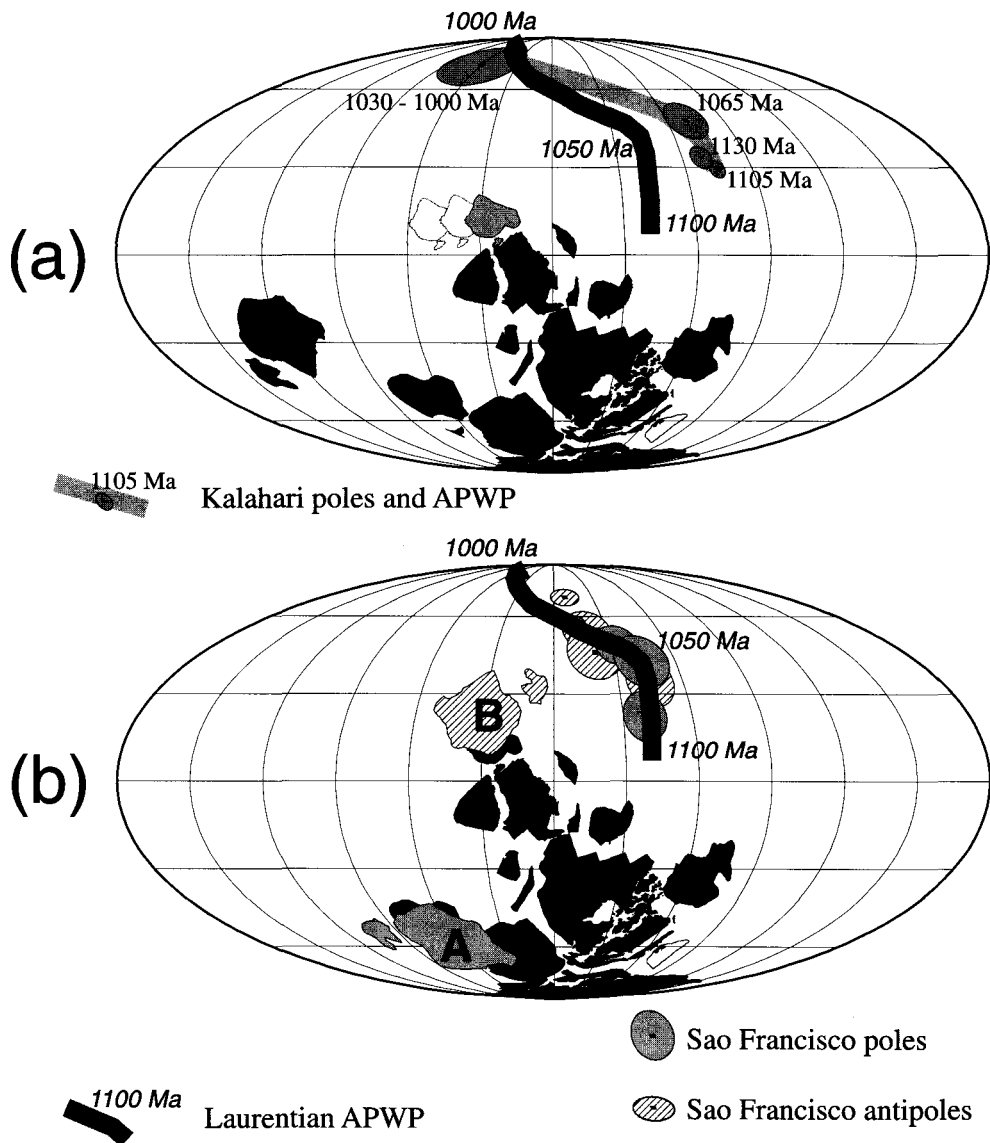 1000 Ma
1030 - 1000 Ma
1065 Ma
1050 Ma
1130 Ma
1105 Ma
1100 Ma
(a)
1105 Ma
Kalahari poles and APWP
1000 Ma
1050 Ma
B
1100 Ma
(b)
A
Sao Francisco poles
1100 Ma
Laurentian APWP
Sao Francisco antipoles